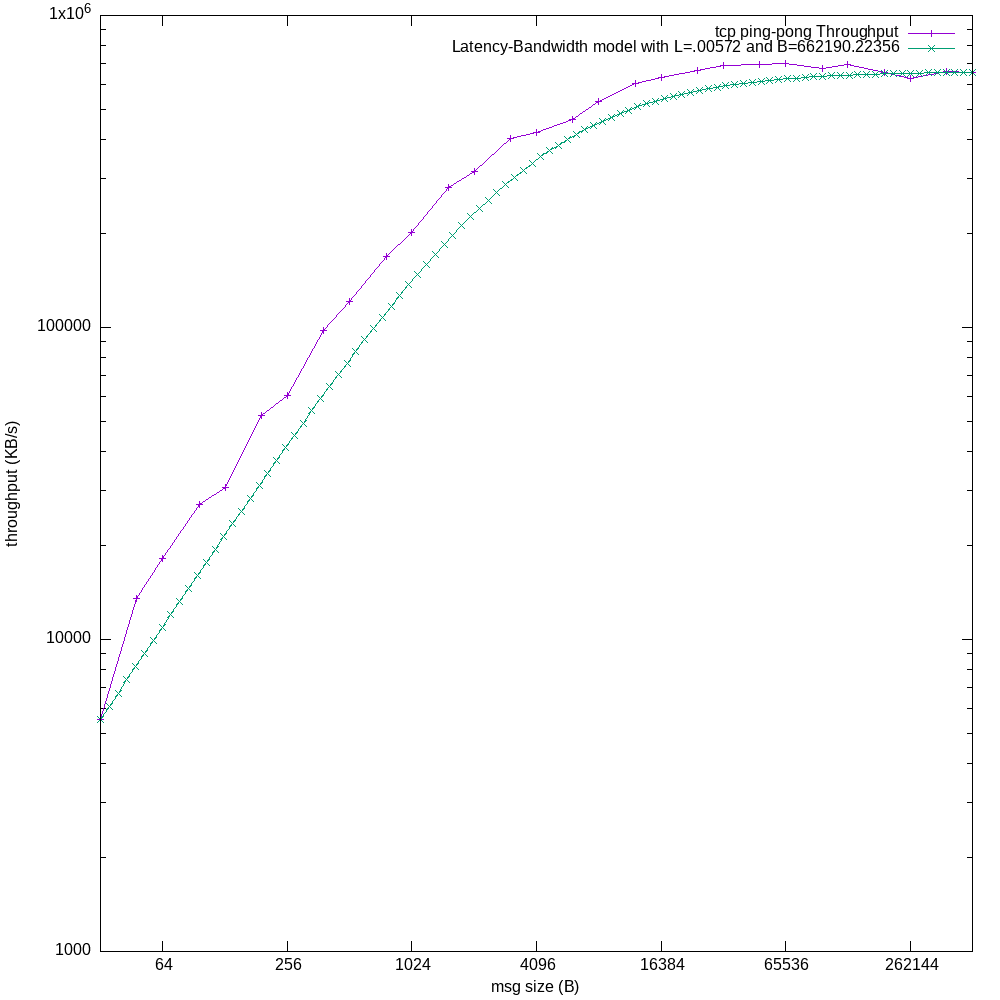 1x10^6
tcp ping-pong Throughput
Latency-Bandwidth model with L=.00572 and B=662190.22356
100000
throughput (KB/s)
10000
1000
64 256 1024 4096 16384 65536 262144
msg size (B)